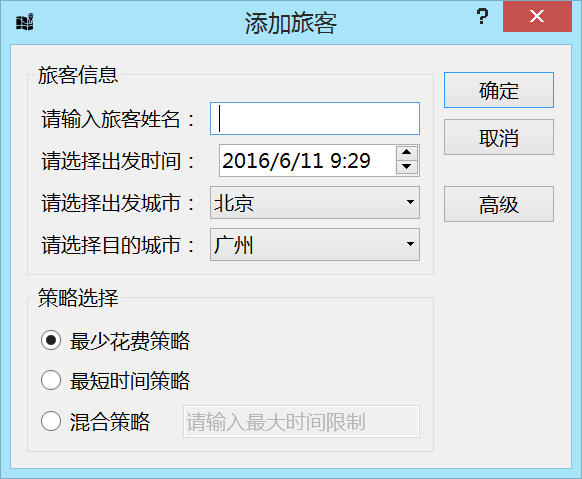 添加旅客
?
旅客信息
请输入旅客姓名：
请选择出发时间： 2016/6/11 9:29
请选择出发城市： 北京
请选择目的城市： 广州
确定
取消
高级
策略选择
最少花费策略
最短时间策略
混合策略 请输入最大时间限制